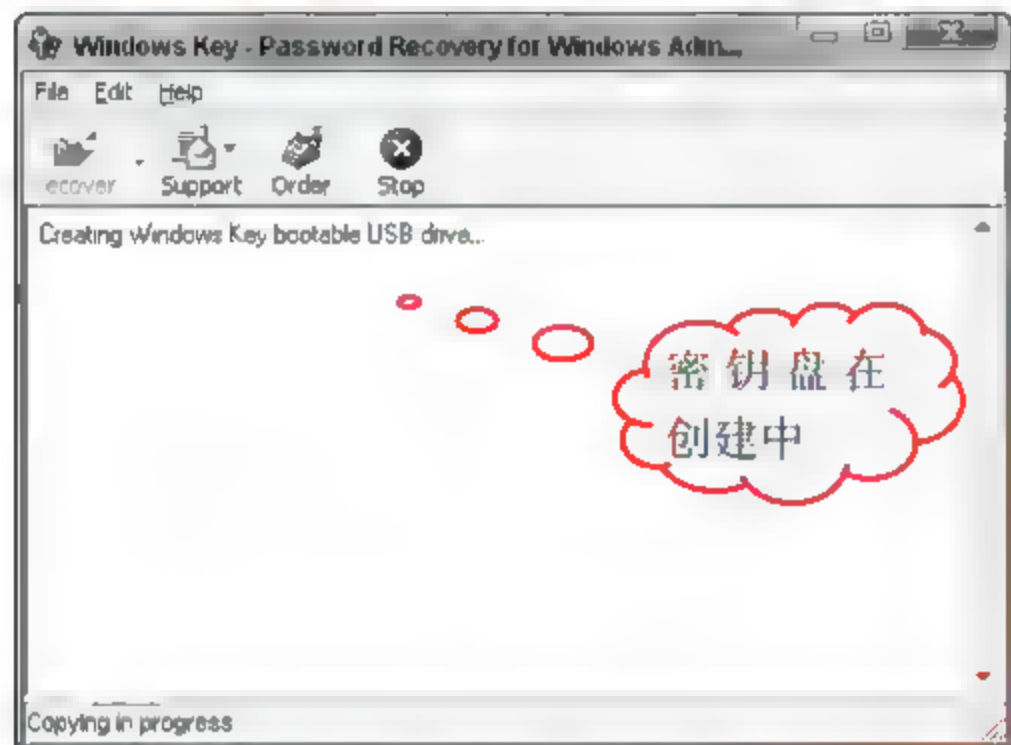 Windows Key - Password Recovery for Windows Adm...
File Edit Help
ecover Support Order Stop
Creating Windows Key bootable USB drive...
密钥盘在
创建中
Copying in progress